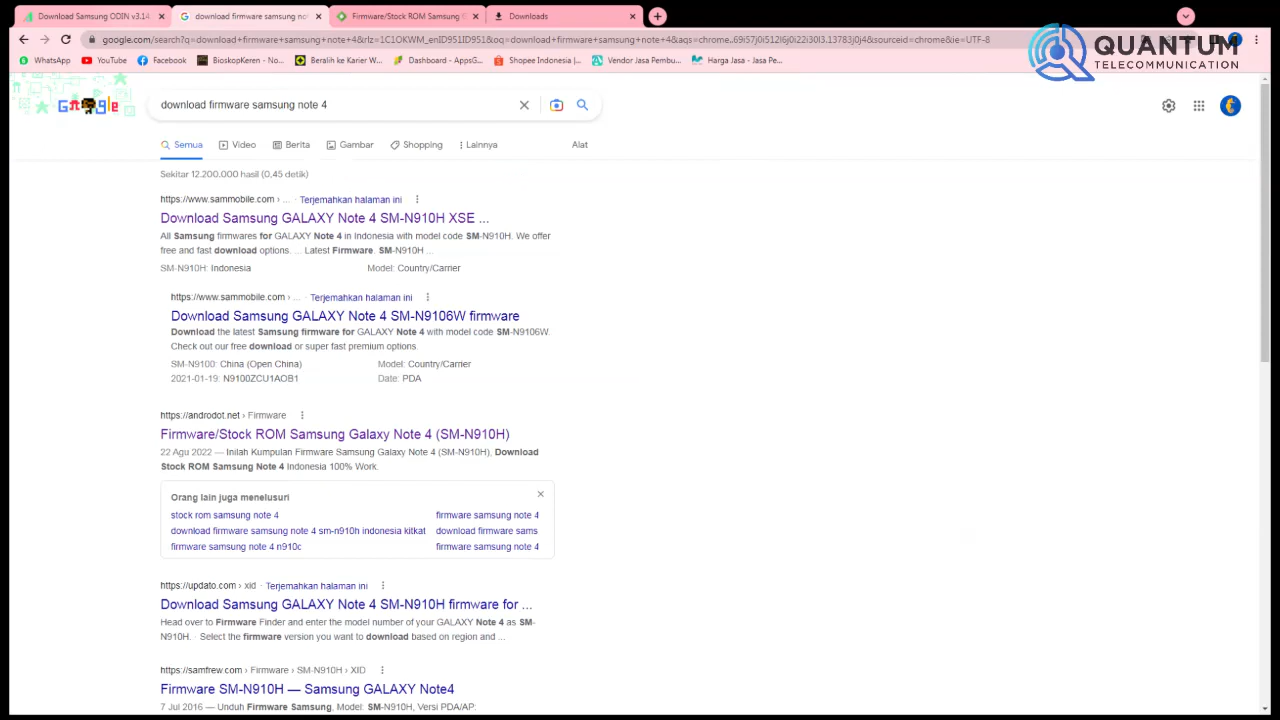 Download Samsung ODIN v3.14.
download firmware samsung no
Firmware/Stock ROM Samsung G
Downloads
google.com/search?q=download+firmware+samsung+note+4&rlz=1C1OKWM_enID951ID951&oq=download+firmware+samsung+note+4&aqs=chrome..69i57j0i512l6j0i22i30l3.13783j0j4&sourceid=chrome&ie=UTF-8
QUANTUM
TELECOMMUNICATION
WhatsApp
YouTube
Facebook
BioskopKeren - No...
Beralih ke Karier W...
Dashboard - AppsG...
Shopee Indonesia |...
Vendor Jasa Pembu...
Harga Jasa - Jasa Pe...
Google
download firmware samsung note 4
Semua
Video
Berita
Gambar
Shopping
Lainnya
Alat
Sekitar 12.200.000 hasil (0,45 detik)
https://www.sammobile.com › ... · Terjemahkan halaman ini
Download Samsung GALAXY Note 4 SM-N910H XSE ...
All Samsung firmwares for GALAXY Note 4 in Indonesia with model code SM-N910H. We offer
free and fast download options. ... Latest Firmware. SM-N910H ...
SM-N910H: Indonesia
Model: Country/Carrier
https://www.sammobile.com › ... · Terjemahkan halaman ini
Download Samsung GALAXY Note 4 SM-N9106W firmware
Download the latest Samsung firmware for GALAXY Note 4 with model code SM-N9106W.
Check out our free download or super fast premium options.
SM-N9100: China (Open China)
Model: Country/Carrier
2021-01-19: N9100ZCU1AOB1
Date: PDA
https://androdot.net › Firmware
Firmware/Stock ROM Samsung Galaxy Note 4 (SM-N910H)
22 Agu 2022 — Inilah Kumpulan Firmware Samsung Galaxy Note 4 (SM-N910H), Download
Stock ROM Samsung Note 4 Indonesia 100% Work.
Orang lain juga menelusuri
stock rom samsung note 4
firmware samsung note 4
download firmware samsung note 4 sm-n910h indonesia kitkat
download firmware sams
firmware samsung note 4 n910c
firmware samsung note 4
https://updato.com › xid · Terjemahkan halaman ini
Download Samsung GALAXY Note 4 SM-N910H firmware for ...
Head over to Firmware Finder and enter the model number of your GALAXY Note 4 as SM-
N910H. · Select the firmware version you want to download based on region and ...
https://samfrew.com › Firmware › SM-N910H › XID
Firmware SM-N910H — Samsung GALAXY Note4
7 Jul 2016 — Unduh Firmware Samsung, Model: SM-N910H, Versi PDA/AP: